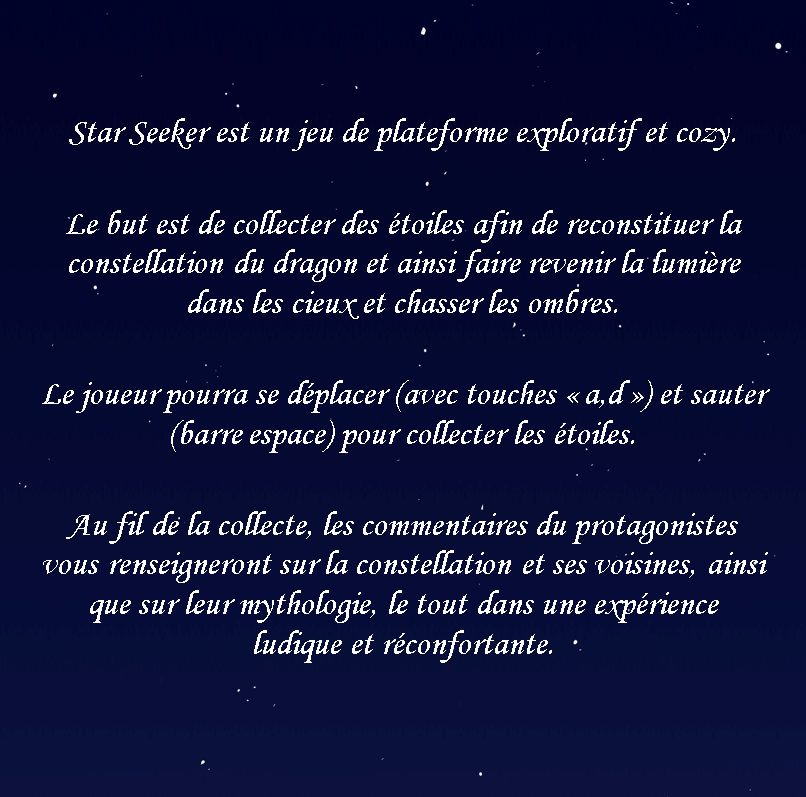 Star Seeker est un jeu de plateforme exploratif et cozy.
Le but est de collecter des étoiles afin de reconstituer la
constellation du dragon et ainsi faire revenir la lumière
dans les cieux et chasser les ombres.
Le joueur pourra se déplacer (avec touches « a,d ») et sauter
(barre espace) pour collecter les étoiles.
Au fil de la collecte, les commentaires du protagonistes
vous renseigneront sur la constellation et ses voisines, ainsi
que sur leur mythologie, le tout dans une expérience
ludique et réconfortante.